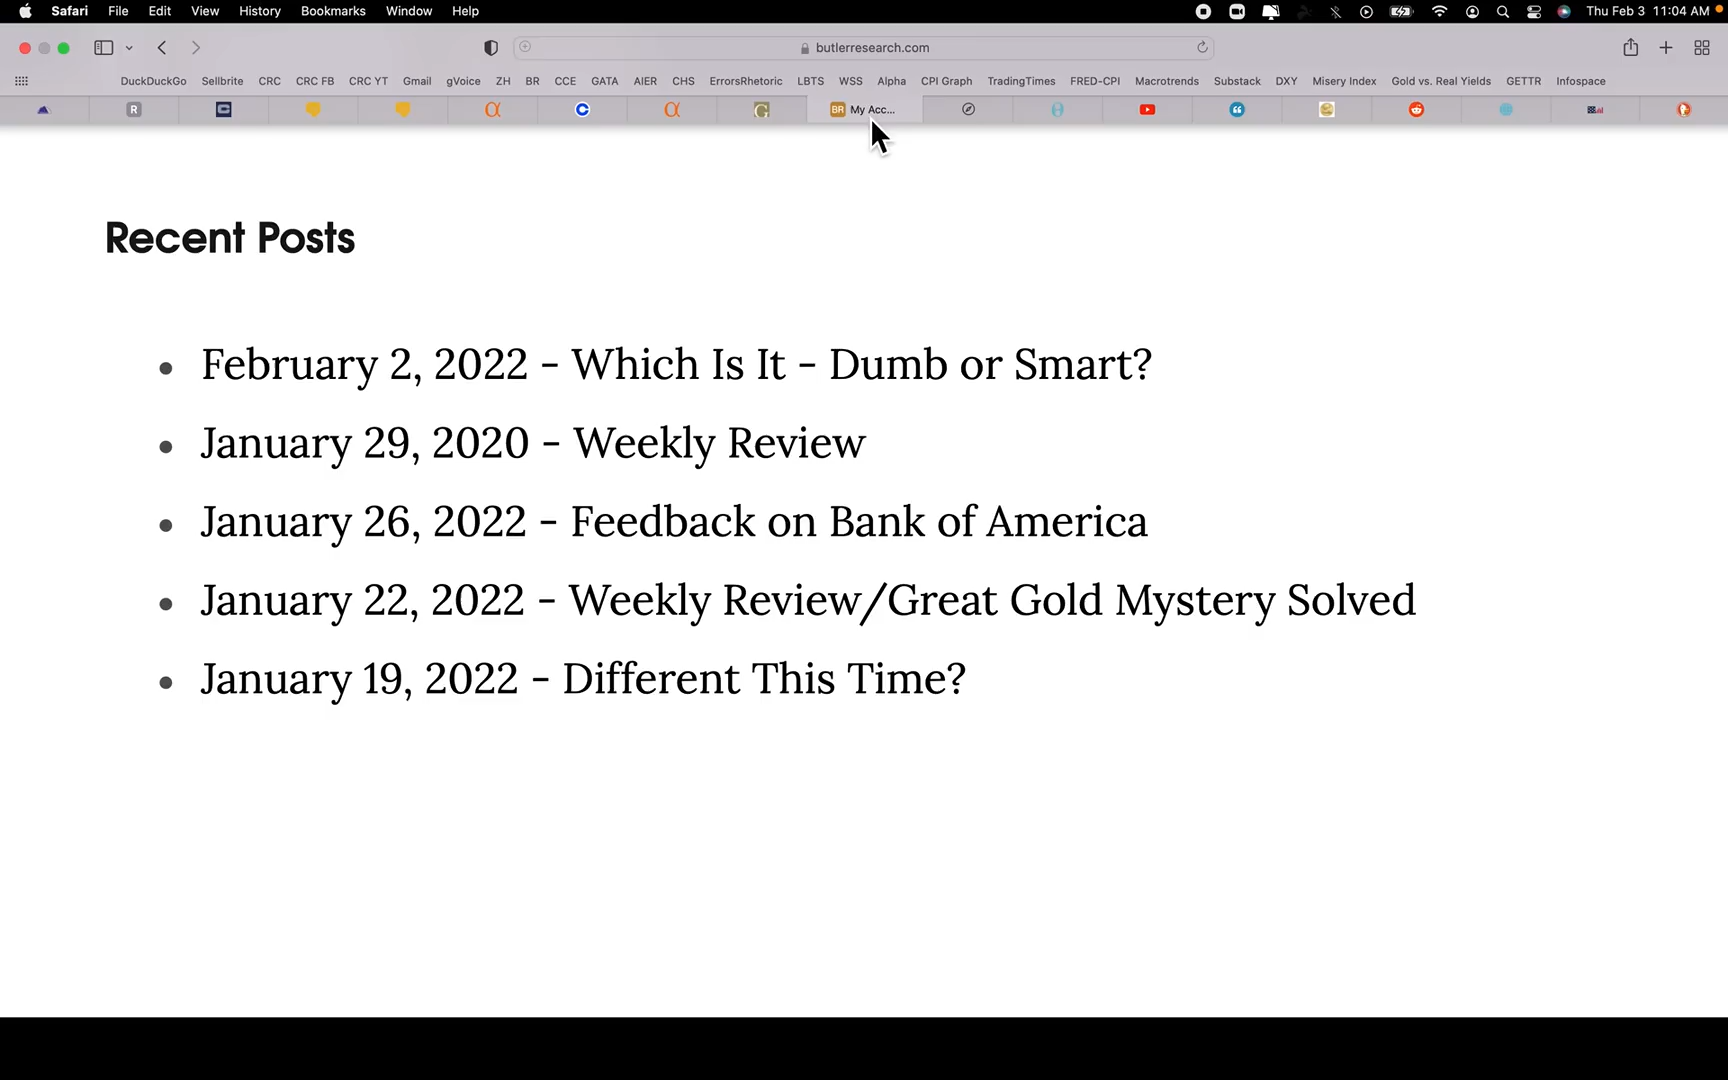 Safari File Edit View History Bookmarks Window Help Thu Feb 3 11:04 AM
butlerresearch.com
DuckDuckGo Sellbrite CRC CRC FB CRC YT Gmail gVoice ZH BR CCE GATA AIER CHS ErrorsRhetoric LBTS WSS Alpha CPI Graph TradingTimes FRED-CPI Macrotrends Substack DXY Misery Index Gold vs. Real Yields GETTR Infospace
R α α G BR My Acc...
Recent Posts
• February 2, 2022 - Which Is It - Dumb or Smart?
• January 29, 2020 - Weekly Review
• January 26, 2022 - Feedback on Bank of America
• January 22, 2022 - Weekly Review/Great Gold Mystery Solved
• January 19, 2022 - Different This Time?